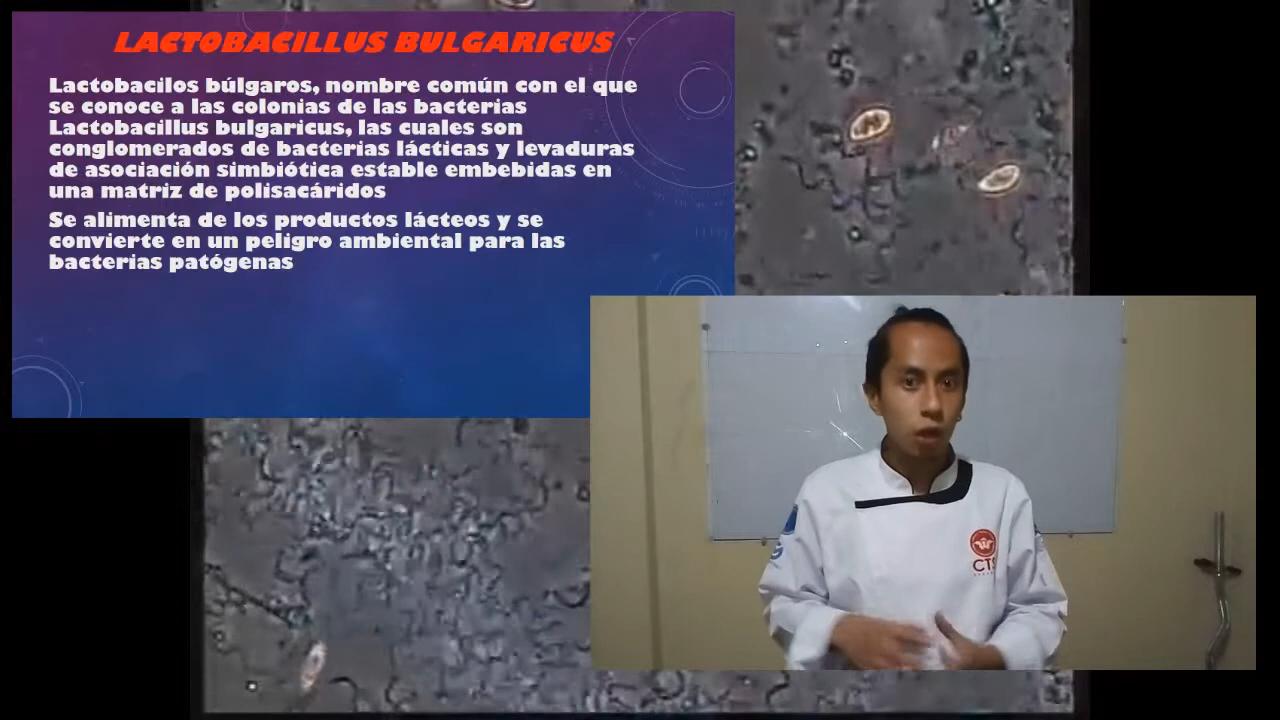 LACTOBACILLUS BULGARICUS
Lactobacilos búlgaros, nombre común con el que
se conoce a las colonias de las bacterias
Lactobacillus bulgaricus, las cuales son
conglomerados de bacterias lácticas y levaduras
de asociación simbiótica estable embebidas en
una matriz de polisacáridos
Se alimenta de los productos lácteos y se
convierte en un peligro ambiental para las
bacterias patógenas